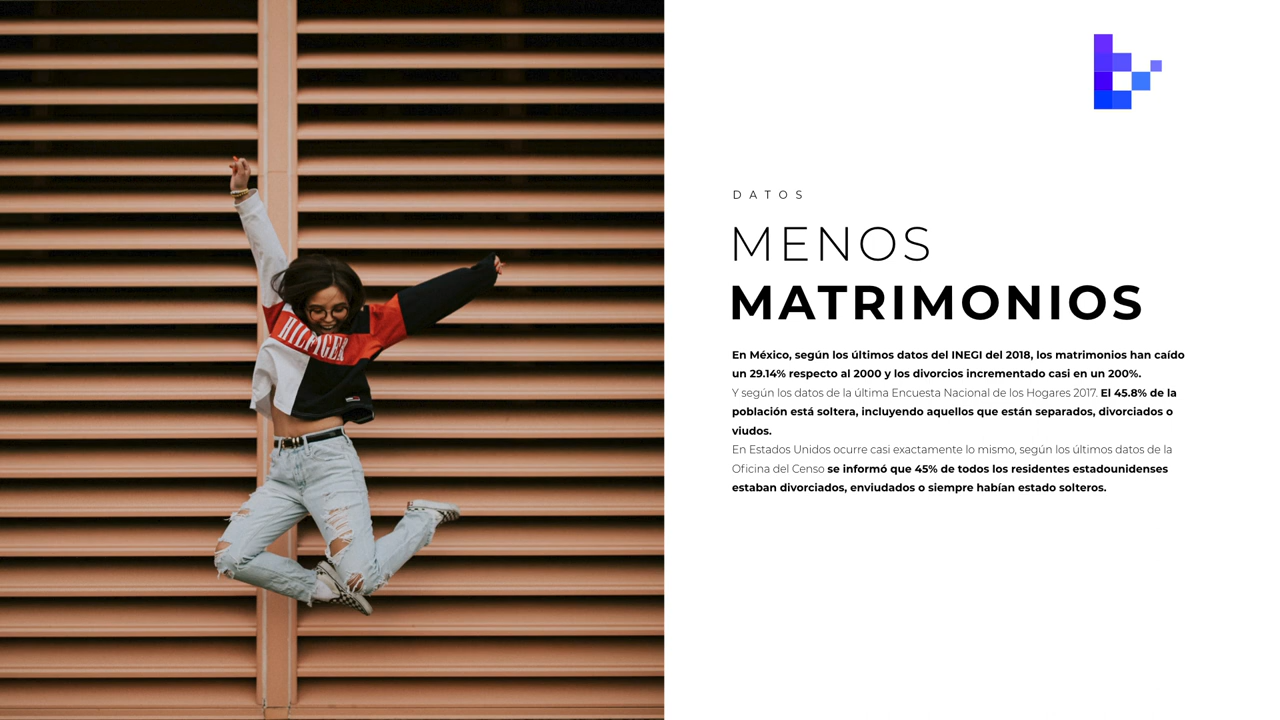 HILFIGER
DATOS
MENOS
MATRIMONIOS
En México, según los últimos datos del INEGI del 2018, los matrimonios han caído
un 29.14% respecto al 2000 y los divorcios incrementado casi en un 200%.
Y según los datos de la última Encuesta Nacional de los Hogares 2017. El 45.8% de la
población está soltera, incluyendo aquellos que están separados, divorciados o
viudos.
En Estados Unidos ocurre casi exactamente lo mismo, según los últimos datos de la
Oficina del Censo se informó que 45% de todos los residentes estadounidenses
estaban divorciados, enviudados o siempre habían estado solteros.